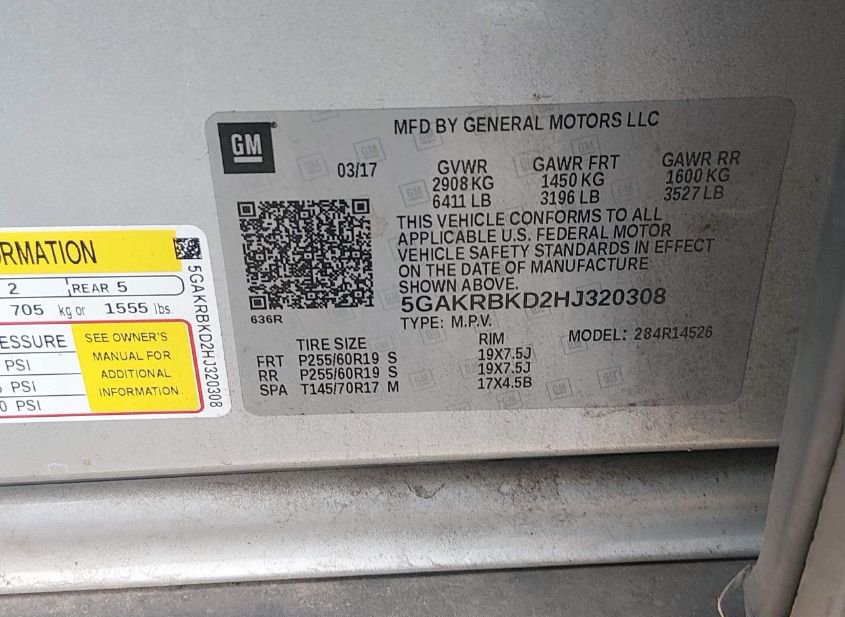 GM
MFD BY GENERAL MOTORS LLC
03/17
GVWR GAWR FRT GAWR RR
2908 KG 1450 KG 1600 KG
6411 LB 3196 LB 3527 LB
THIS VEHICLE CONFORMS TO ALL
APPLICABLE U.S. FEDERAL MOTOR
VEHICLE SAFETY STANDARDS IN EFFECT
ON THE DATE OF MANUFACTURE
SHOWN ABOVE.
5GAKRBKD2HJ320308
636R
TYPE: M.P.V. MODEL: 284R14526
TIRE SIZE RIM
FRT P255/60R19 S 19X7.5J
RR P255/60R19 S 19X7.5J
SPA T145/70R17 M 17X4.5B
RMATION
2 REAR 5
705 kg or 1555 lbs.
ESSURE
PSI
PSI
0 PSI
SEE OWNER'S
MANUAL FOR
ADDITIONAL
INFORMATION
5GAKRBKD2HJ320308